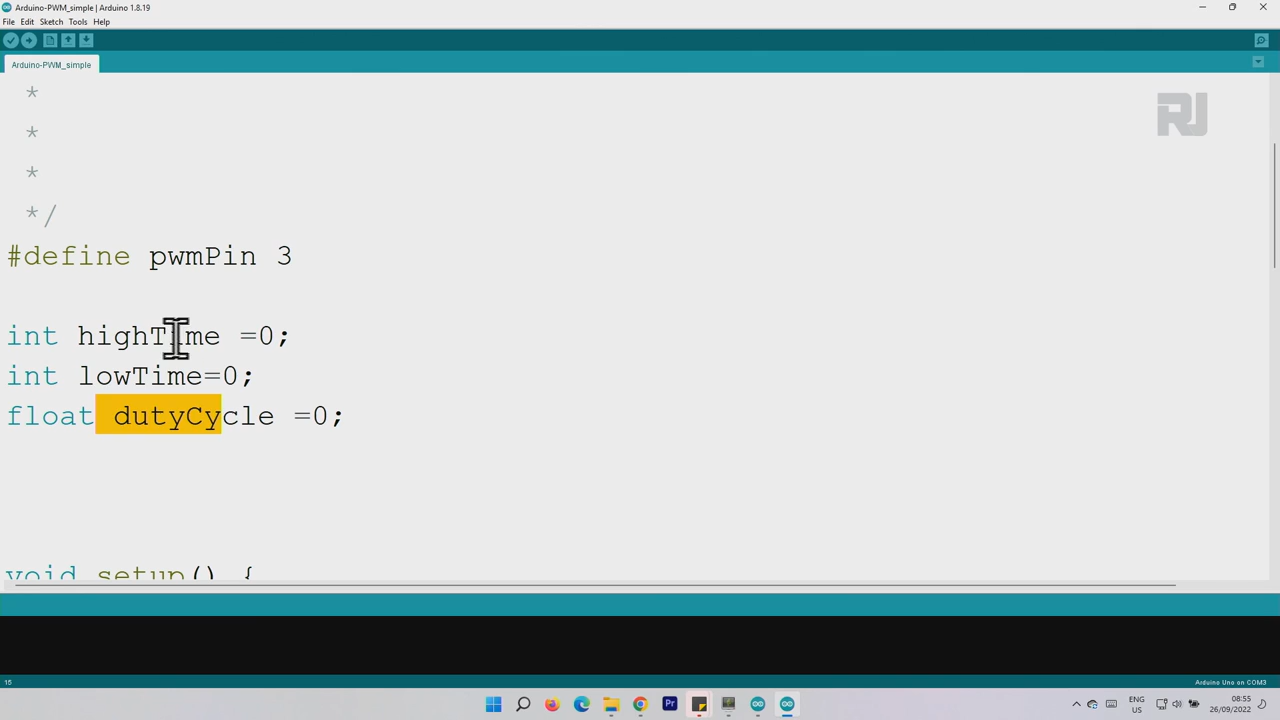 Arduino-PWM_simple | Arduino 1.8.19
File Edit Sketch Tools Help
Arduino-PWM_simple
*
*
*
*/
RJ
#define pwmPin 3
int highTime =0;
int lowTime=0;
float dutyCycle =0;
void setup() {
15
Arduino Uno on COM3
Pr
ENG
US
08:55
26/09/2022